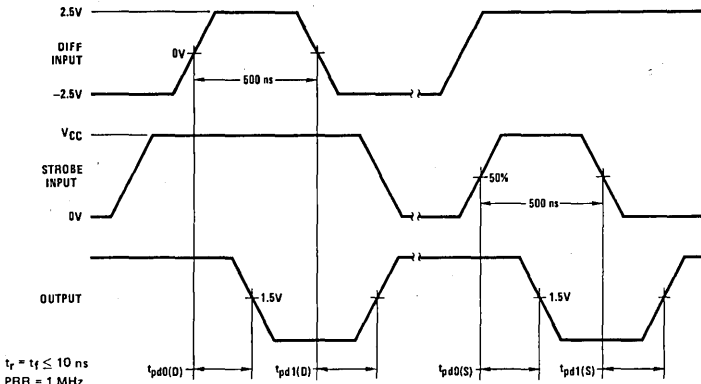 2.5V
DIFF
INPUT
0V
500 ns
-2.5V
VCC
STROBE
INPUT
50%
500 ns
0V
OUTPUT
1.5V
1.5V
tr = tf ≤ 10 ns
PRR = 1 MHz
tpd0(D)
tpd1(D)
tpd0(S)
tpd1(S)